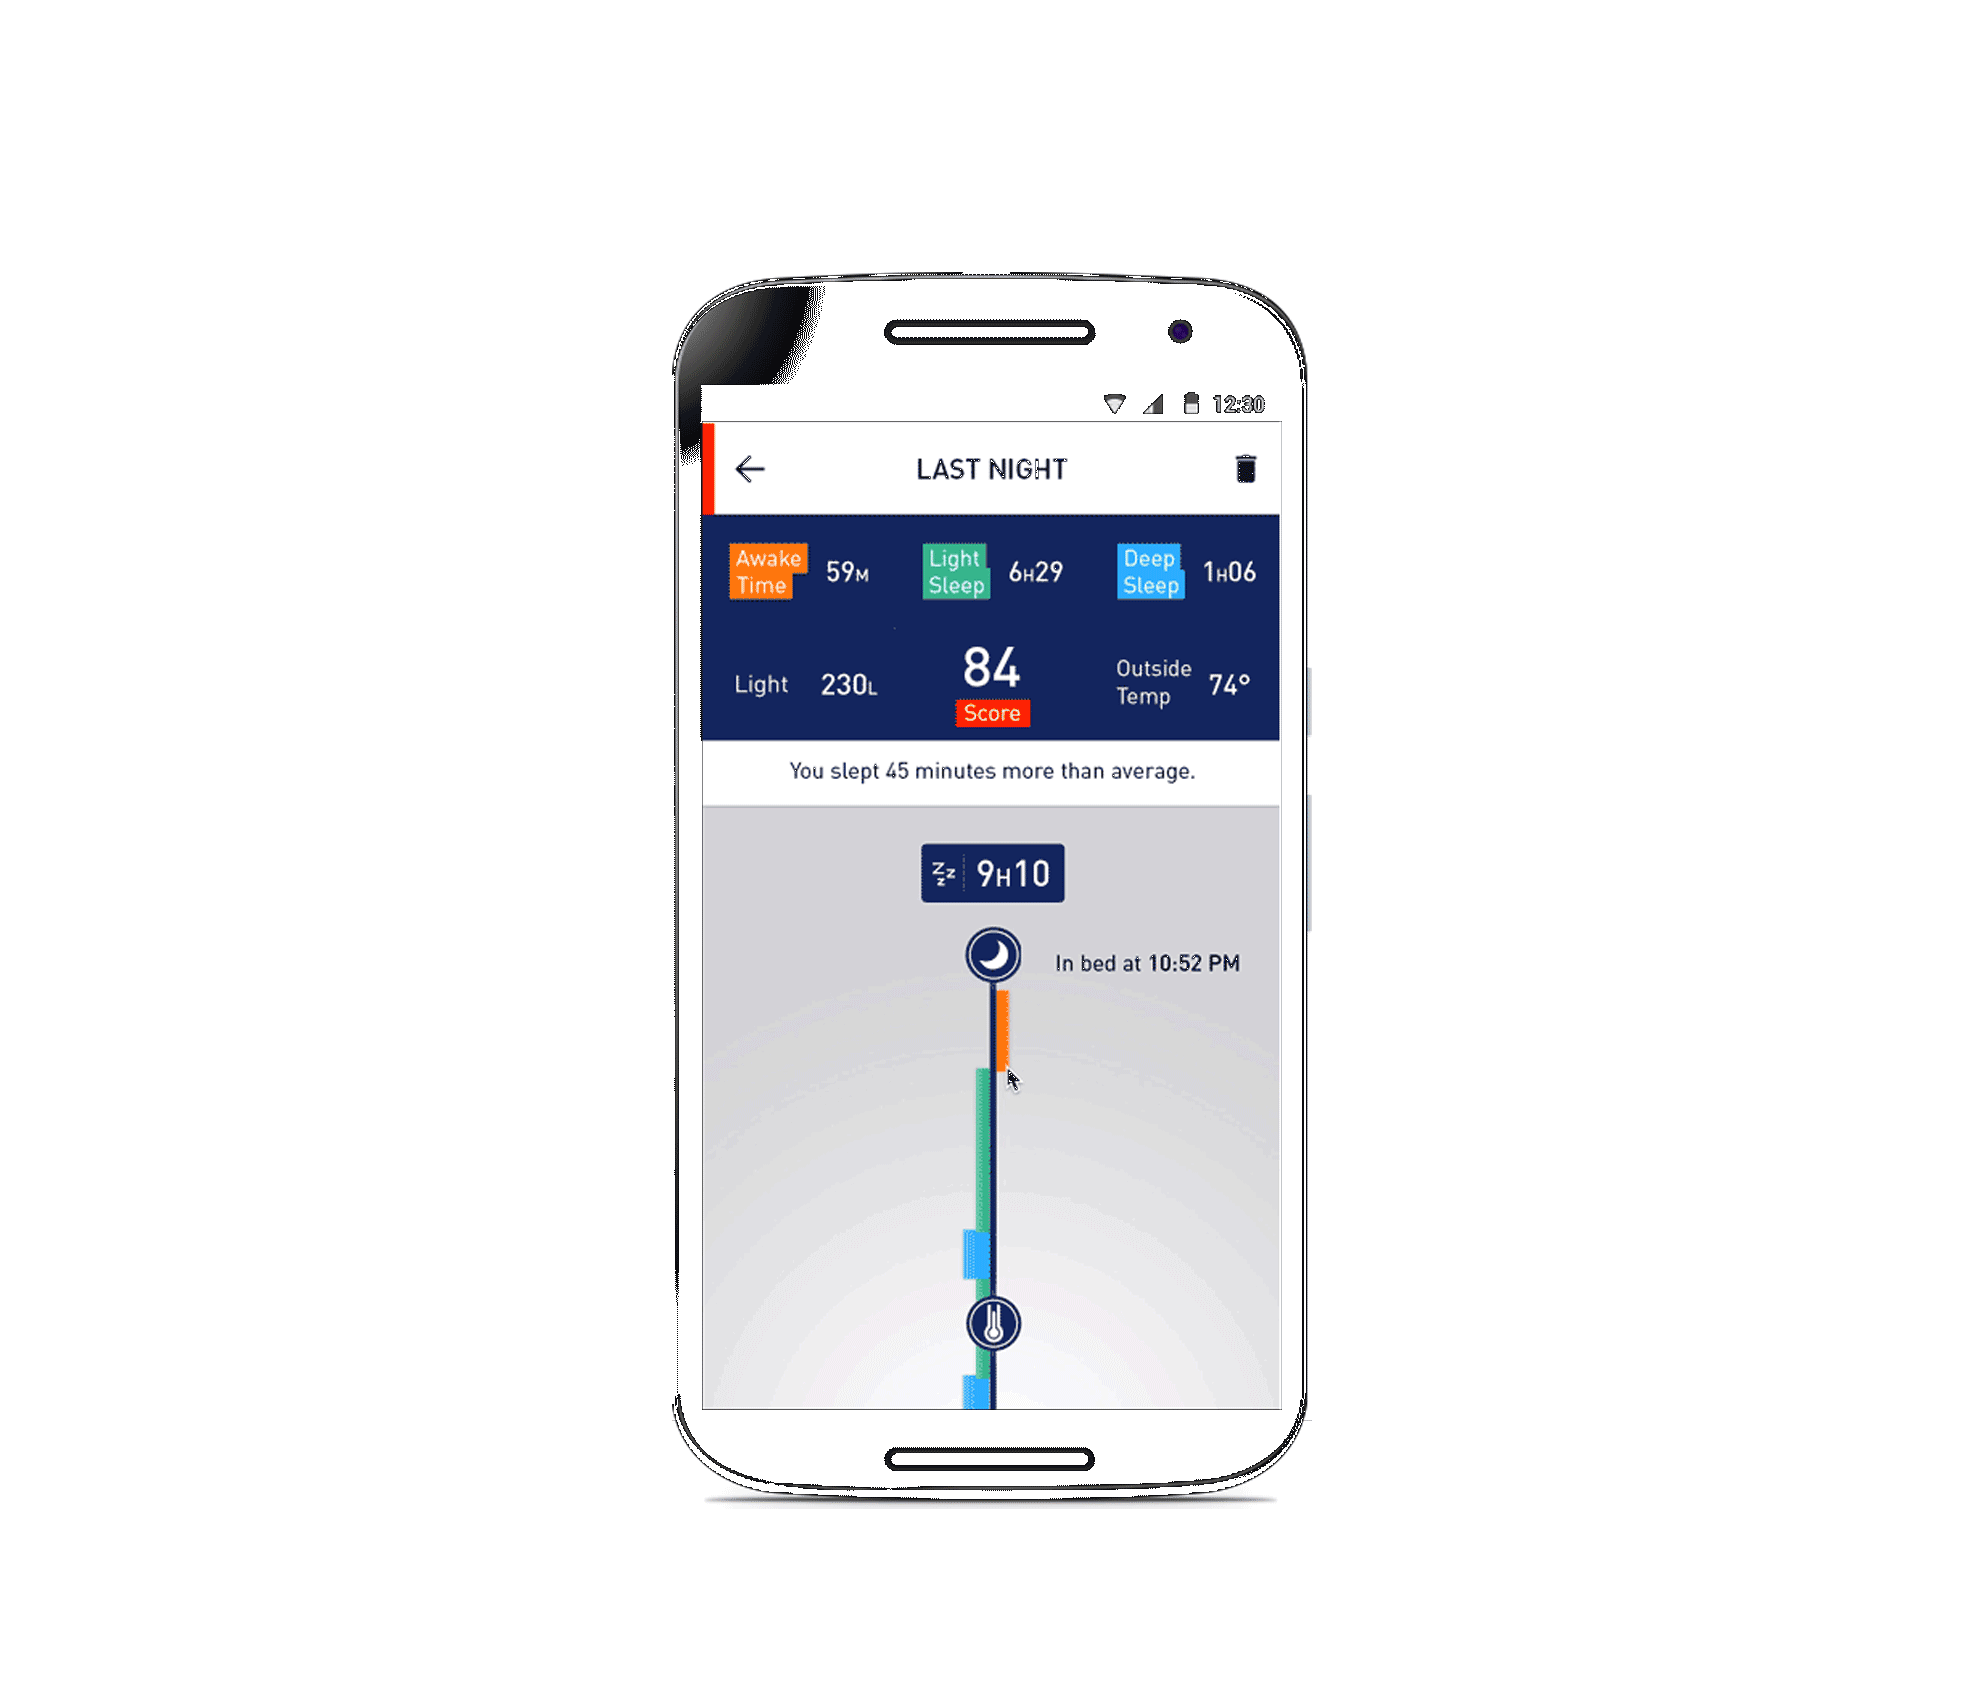 12:30
LAST NIGHT
Awake
Time
59M
Light
Sleep
6H29
Deep
Sleep
1H06
Light
230L
84
Score
Outside
Temp
74°
You slept 45 minutes more than average.
zzz
9H10
In bed at 10:52 PM